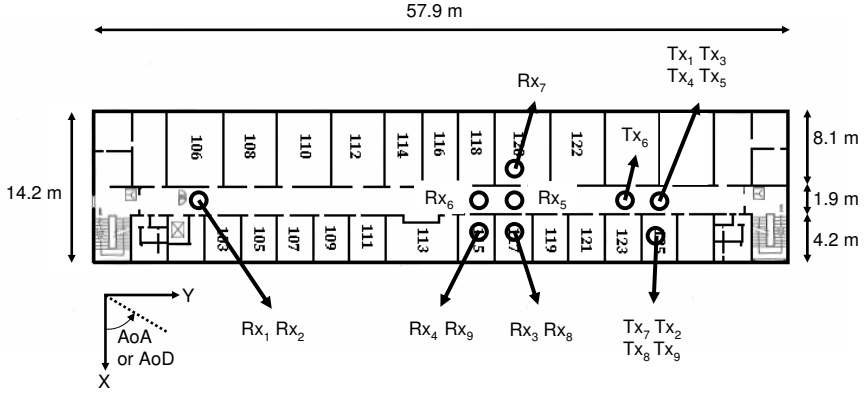 57.9 m
Tx1 Tx3
Tx4 Tx5
Rx7
Tx6
8.1 m
106
108
110
112
114
116
118
122
14.2 m
Rx6
Rx5
1.9 m
105
107
109
111
113
119
121
123
4.2 m
Y
AoA
or AoD
X
Rx1 Rx2
Rx4 Rx9
Rx3 Rx8
Tx7 Tx2
Tx8 Tx9